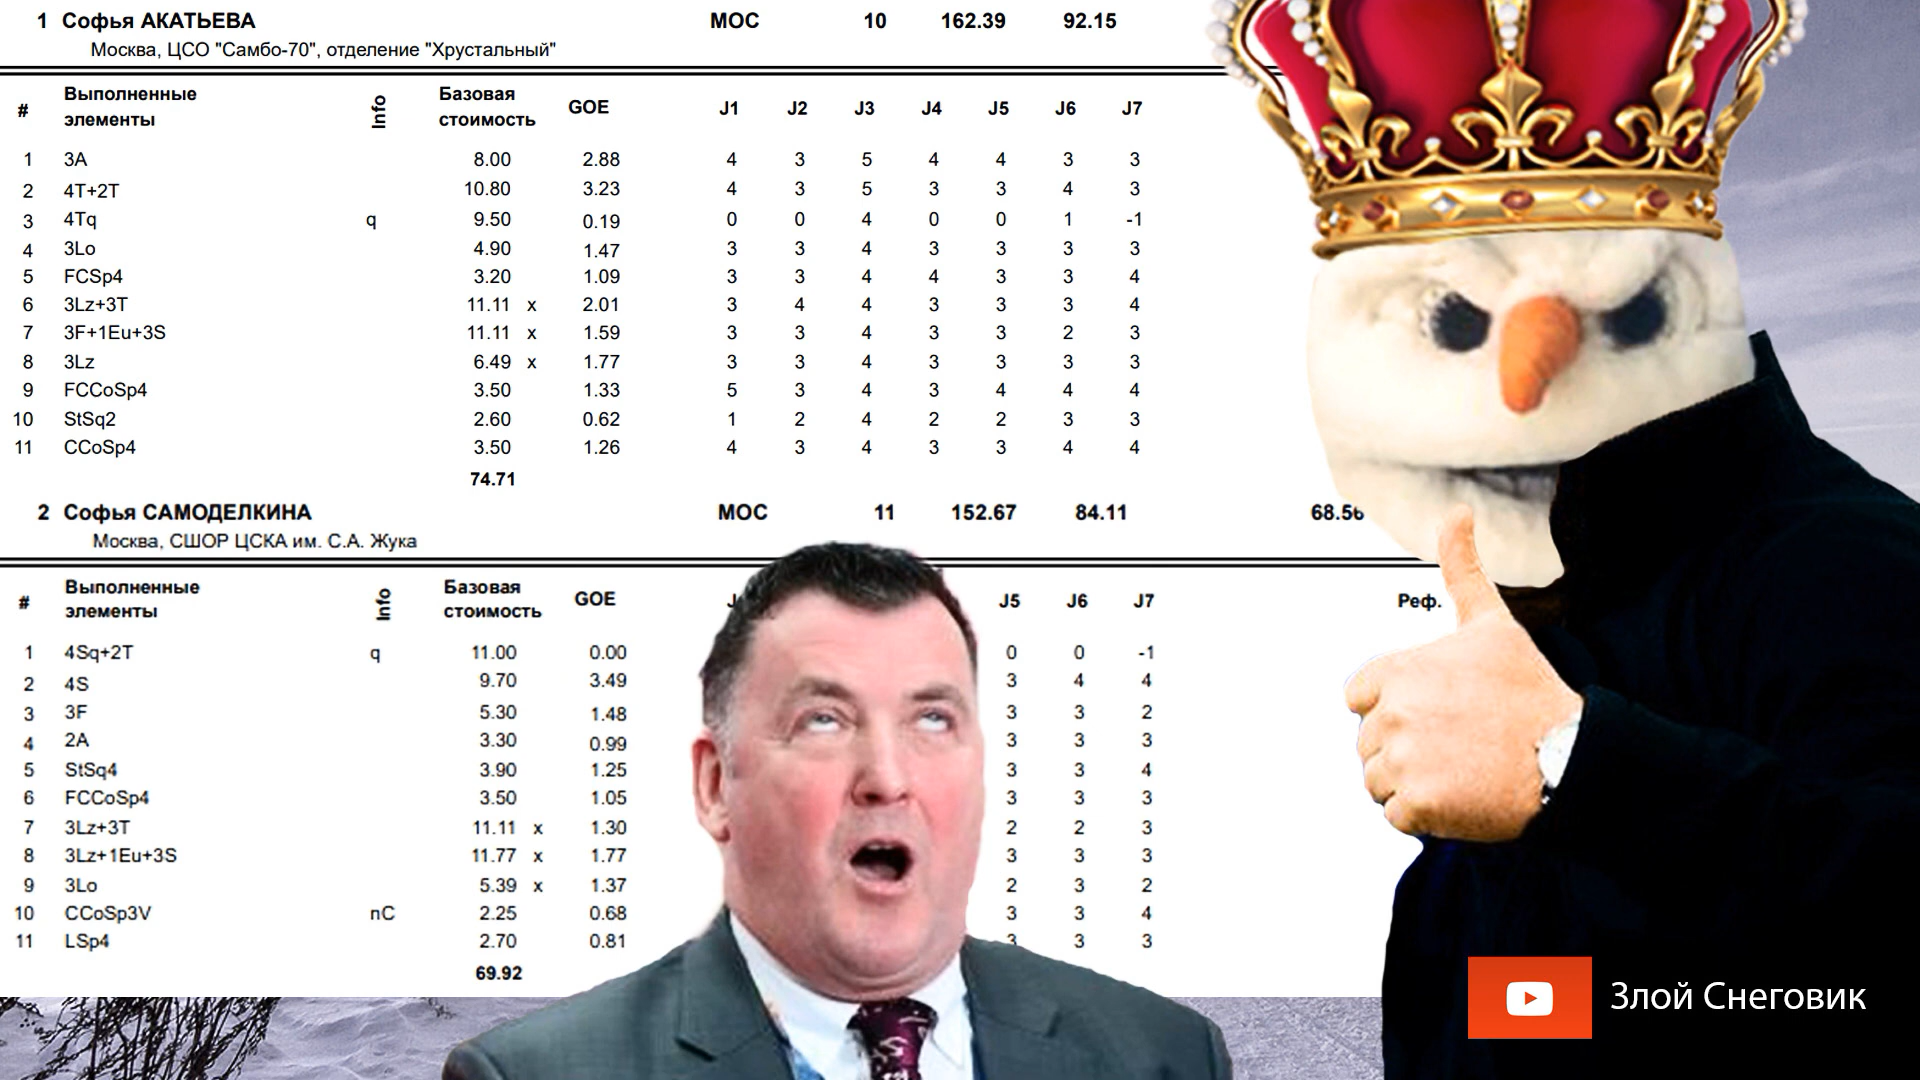 1 Софья АКАТЬЕВА МОС 10 162.39 92.15
Москва, ЦСО "Самбо-70", отделение "Хрустальный"
# Выполненные элементы Info Базовая стоимость GOE J1 J2 J3 J4 J5 J6 J7
1 3A 8.00 2.88 4 3 5 4 4 3 3
2 4T+2T 10.80 3.23 4 3 5 3 3 4 3
3 4Tq q 9.50 0.19 0 0 4 0 0 1 -1
4 3Lo 4.90 1.47 3 3 4 3 3 3 3
5 FCSp4 3.20 1.09 3 3 4 4 3 3 4
6 3Lz+3T 11.11 x 2.01 3 4 4 3 3 3 4
7 3F+1Eu+3S 11.11 x 1.59 3 3 4 3 3 2 3
8 3Lz 6.49 x 1.77 3 3 4 3 3 3 3
9 FCCoSp4 3.50 1.33 5 3 4 3 4 4 4
10 StSq2 2.60 0.62 1 2 4 2 2 3 3
11 CCoSp4 3.50 1.26 4 3 4 3 3 4 4
74.71
2 Софья САМОДЕЛКИНА МОС 11 152.67 84.11 68.56
Москва, СШОР ЦСКА им. С.А. Жука
# Выполненные элементы Info Базовая стоимость GOE J5 J6 J7 Реф.
1 4Sq+2T q 11.00 0.00 0 0 -1
2 4S 9.70 3.49 3 4 4
3 3F 5.30 1.48 3 3 2
4 2A 3.30 0.99 3 3 3
5 StSq4 3.90 1.25 3 3 4
6 FCCoSp4 3.50 1.05 3 3 3
7 3Lz+3T 11.11 x 1.30 2 2 3
8 3Lz+1Eu+3S 11.77 x 1.77 3 3 3
9 3Lo 5.39 x 1.37 2 3 2
10 CCoSp3V nC 2.25 0.68 3 3 4
11 LSp4 2.70 0.81 3 3 3
69.92
Злой Снеговик